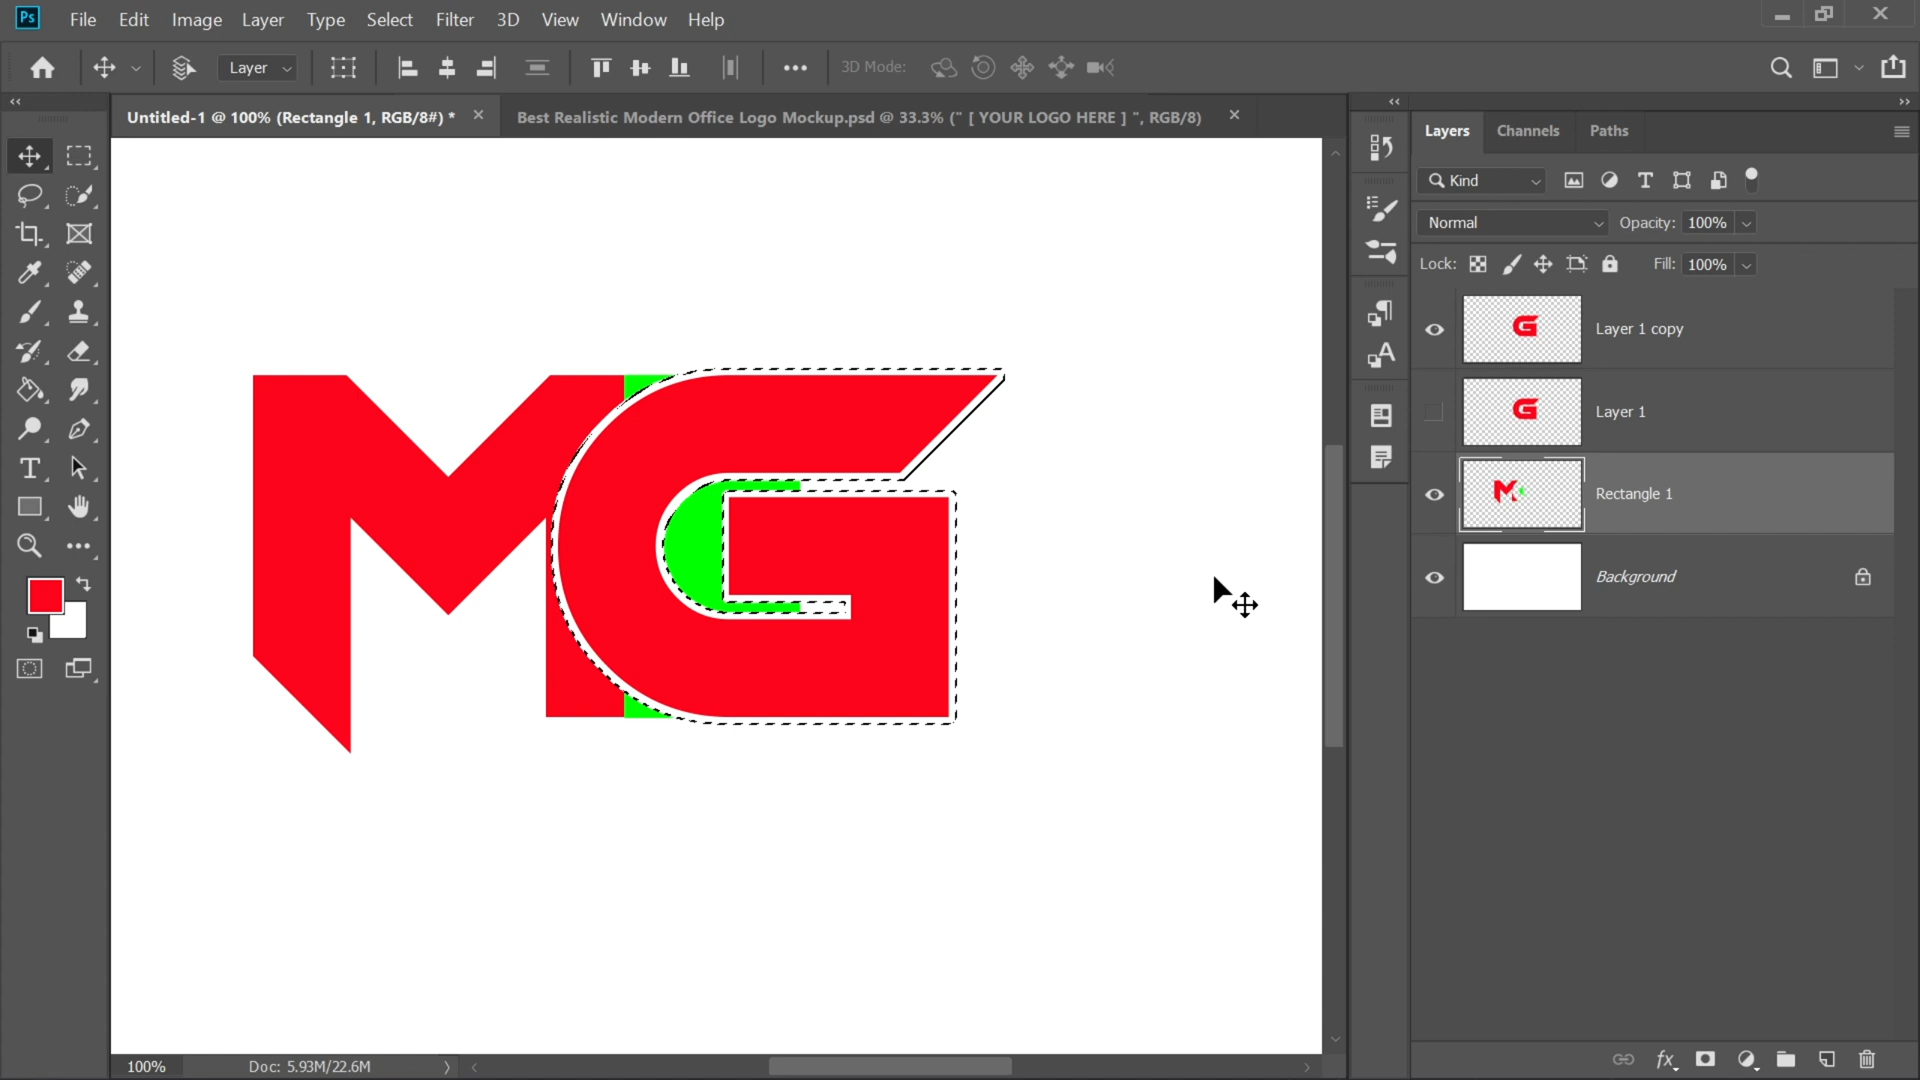 Ps File Edit Image Layer Type Select Filter 3D View Window Help
Layer 3D Mode:
Untitled-1 @ 100% (Rectangle 1, RGB/8#) * Best Realistic Modern Office Logo Mockup.psd @ 33.3% (" [ YOUR LOGO HERE ] ", RGB/8)
Layers Channels Paths
Kind
Normal Opacity: 100%
Lock: Fill: 100%
Layer 1 copy
Layer 1
Rectangle 1
Background
MG
100% Doc: 5.93M/22.6M